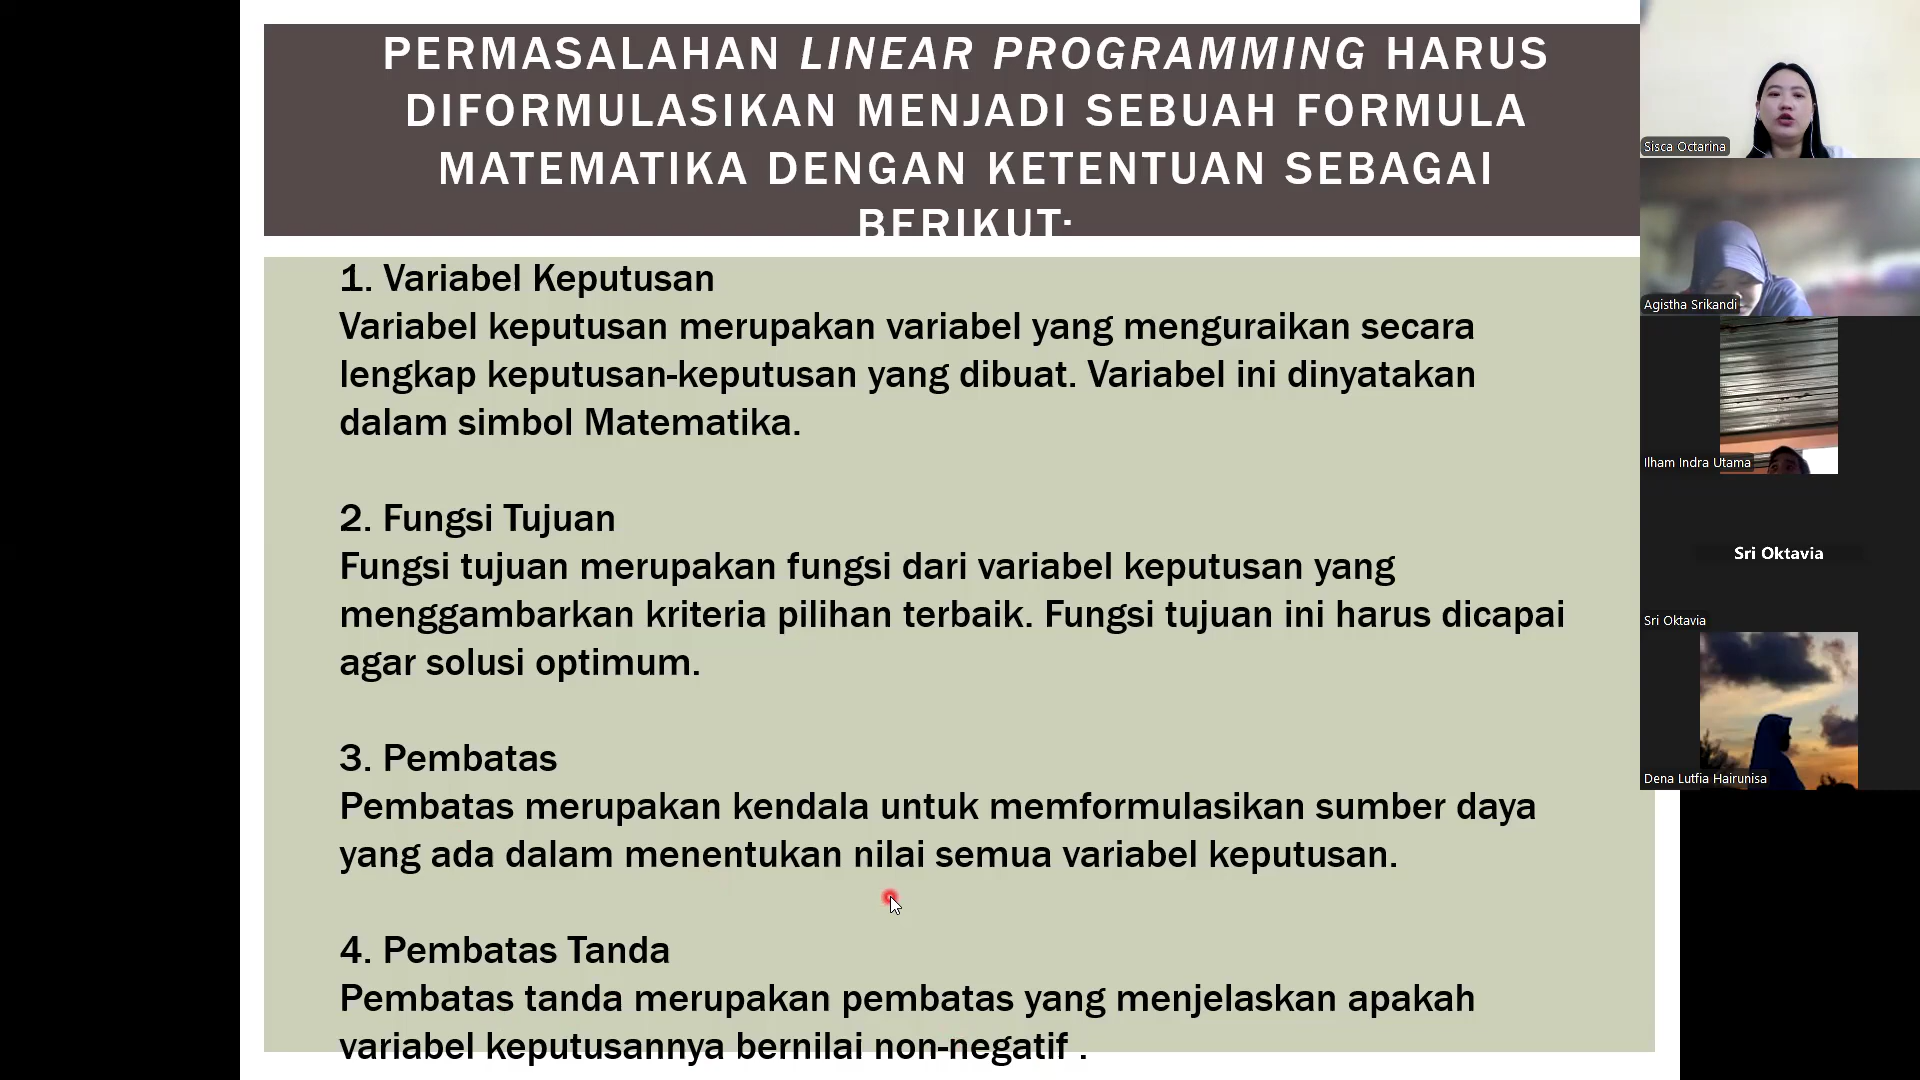 PERMASALAHAN LINEAR PROGRAMMING HARUS
DIFORMULASIKAN MENJADI SEBUAH FORMULA
MATEMATIKA DENGAN KETENTUAN SEBAGAI
BERIKUT:
1. Variabel Keputusan
Variabel keputusan merupakan variabel yang menguraikan secara
lengkap keputusan-keputusan yang dibuat. Variabel ini dinyatakan
dalam simbol Matematika.
2. Fungsi Tujuan
Fungsi tujuan merupakan fungsi dari variabel keputusan yang
menggambarkan kriteria pilihan terbaik. Fungsi tujuan ini harus dicapai
agar solusi optimum.
3. Pembatas
Pembatas merupakan kendala untuk memformulasikan sumber daya
yang ada dalam menentukan nilai semua variabel keputusan.
4. Pembatas Tanda
Pembatas tanda merupakan pembatas yang menjelaskan apakah
variabel keputusannya bernilai non-negatif .
Sisca Octarina
Agistha Srikandi
Ilham Indra Utama
Sri Oktavia
Sri Oktavia
Dena Lutfia Hairunisa